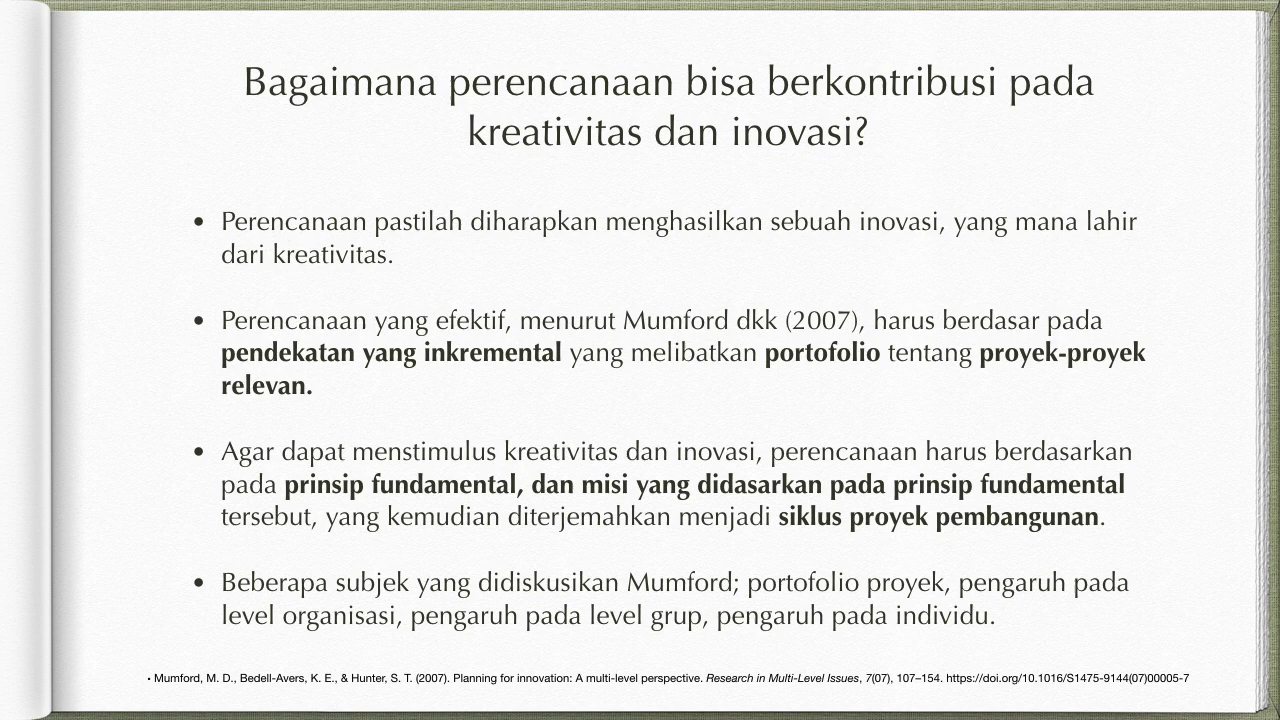 Bagaimana perencanaan bisa berkontribusi pada
kreativitas dan inovasi?
• Perencanaan pastilah diharapkan menghasilkan sebuah inovasi, yang mana lahir
dari kreativitas.
• Perencanaan yang efektif, menurut Mumford dkk (2007), harus berdasar pada
pendekatan yang inkremental yang melibatkan portofolio tentang proyek-proyek
relevan.
• Agar dapat menstimulus kreativitas dan inovasi, perencanaan harus berdasarkan
pada prinsip fundamental, dan misi yang didasarkan pada prinsip fundamental
tersebut, yang kemudian diterjemahkan menjadi siklus proyek pembangunan.
• Beberapa subjek yang didiskusikan Mumford; portofolio proyek, pengaruh pada
level organisasi, pengaruh pada level grup, pengaruh pada individu.
• Mumford, M. D., Bedell-Avers, K. E., & Hunter, S. T. (2007). Planning for innovation: A multi-level perspective. Research in Multi-Level Issues, 7(07), 107–154. https://doi.org/10.1016/S1475-9144(07)00005-7